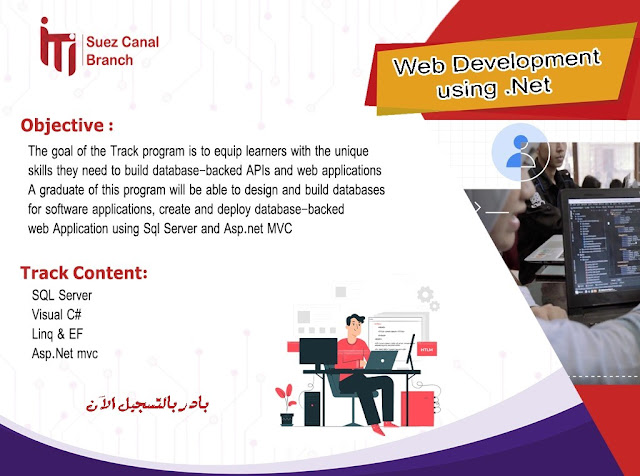 iTi
Suez Canal
Branch
Web Development
using .Net
Objective :
The goal of the Track program is to equip learners with the unique
skills they need to build database-backed APIs and web applications
A graduate of this program will be able to design and build databases
for software applications, create and deploy database-backed
web Application using Sql Server and Asp.net MVC
Track Content:
SQL Server
Visual C#
Linq & EF
Asp.Net mvc
HTLM
بادر بالتسجيل الآن